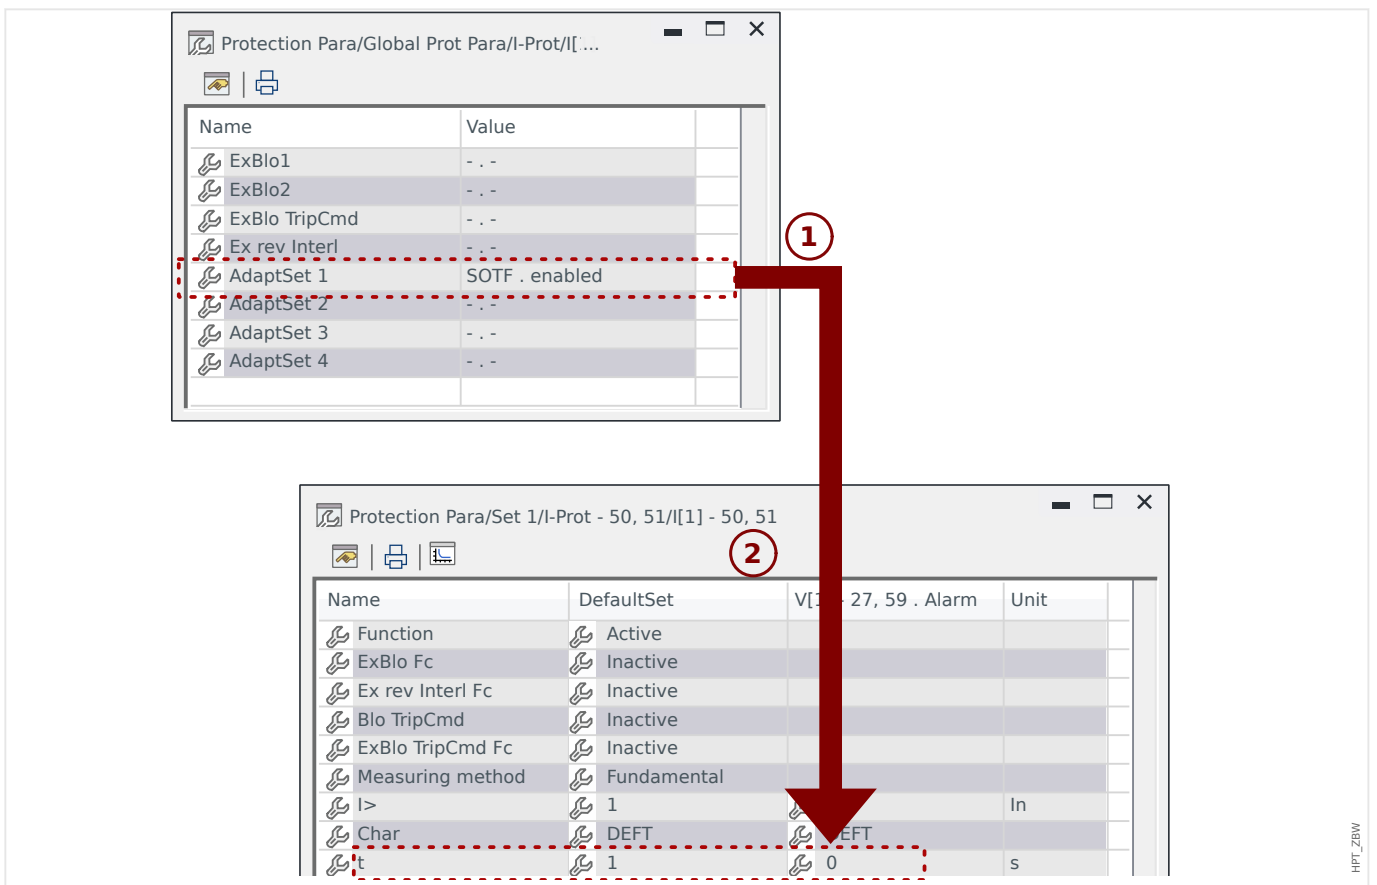 Protection Para/Global Prot Para/I-Prot/I[...
Name Value
ExBlo1 - . -
ExBlo2 - . -
ExBlo TripCmd - . -
Ex rev Interl - . -
1
AdaptSet 1 SOTF . enabled
AdaptSet 2 - . -
AdaptSet 3 - . -
AdaptSet 4 - . -
Protection Para/Set 1/I-Prot - 50, 51/I[1] - 50, 51
2
Name DefaultSet 27, 59 . Alarm Unit
Function Active
ExBlo Fc Inactive
Ex rev Interl Fc Inactive
Blo TripCmd Inactive
ExBlo TripCmd Fc Inactive
Measuring method Fundamental
I> 1 In
Char DEFT
t 1 0 s
HPT_ZBW